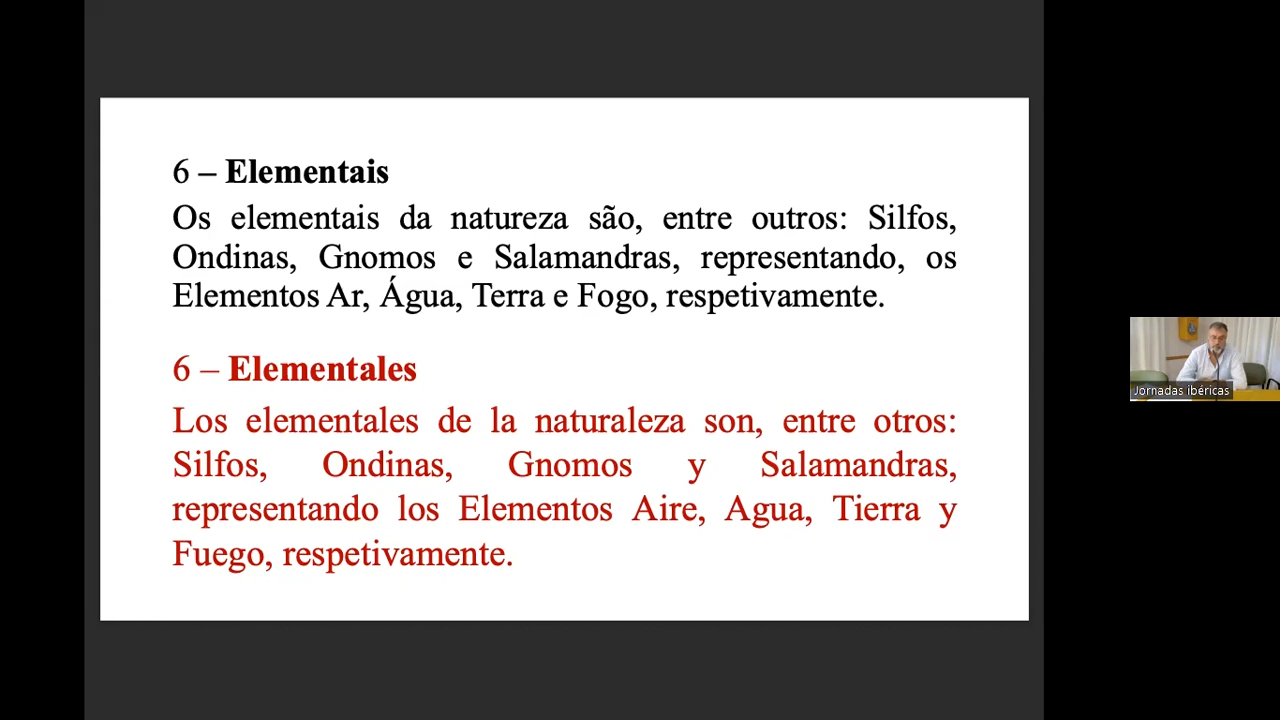 6 – Elementais
Os elementais da natureza são, entre outros: Silfos,
Ondinas, Gnomos e Salamandras, representando, os
Elementos Ar, Água, Terra e Fogo, respetivamente.
6 – Elementales
Los elementales de la naturaleza son, entre otros:
Silfos, Ondinas, Gnomos y Salamandras,
representando los Elementos Aire, Agua, Tierra y
Fuego, respetivamente.
Jornadas ibéricas